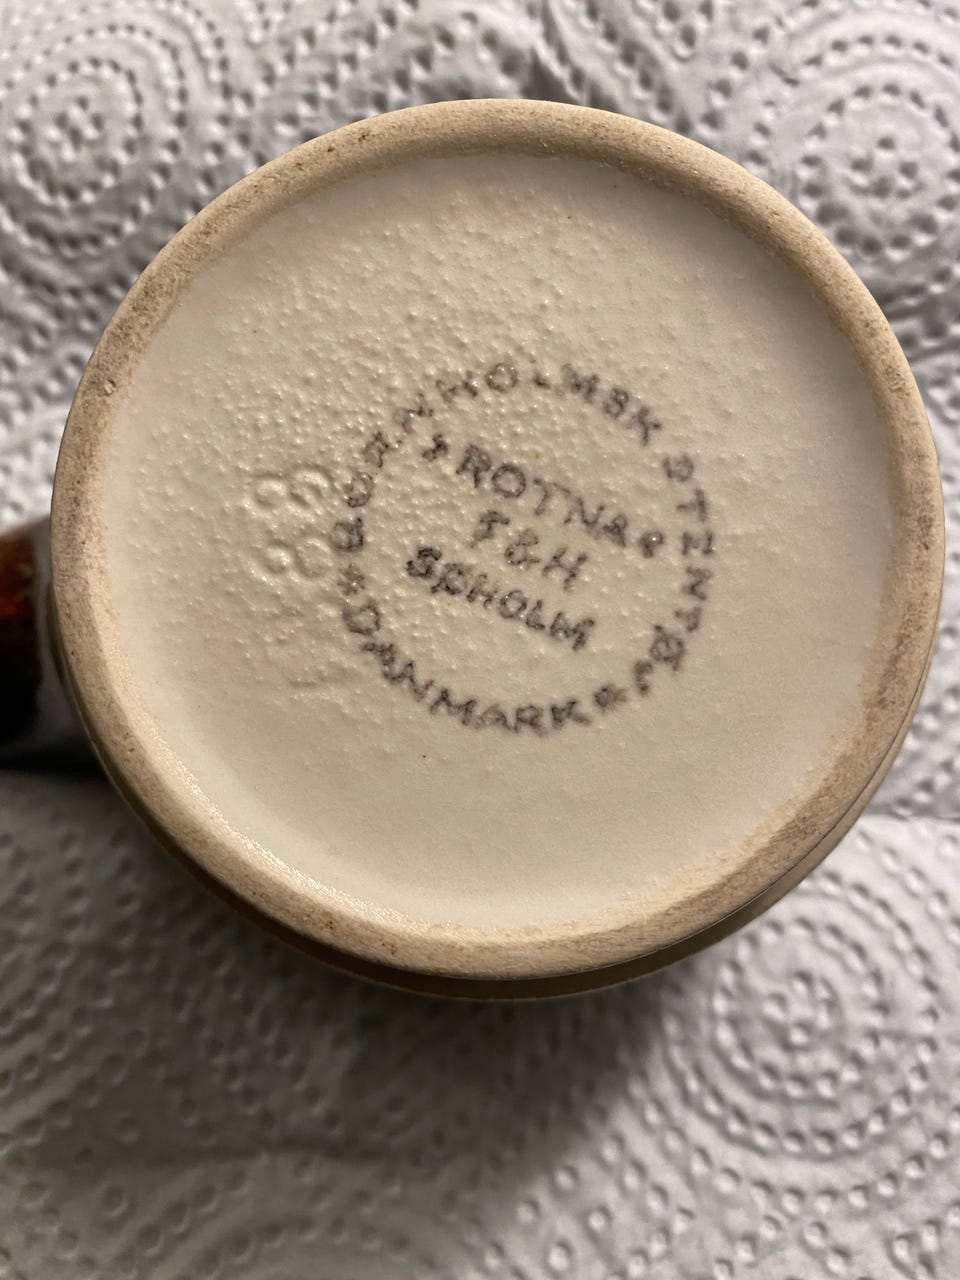 BORNHOLMSK STENTØJ
* DANMARK *
* ROTNA *
F & H
SØHOLM